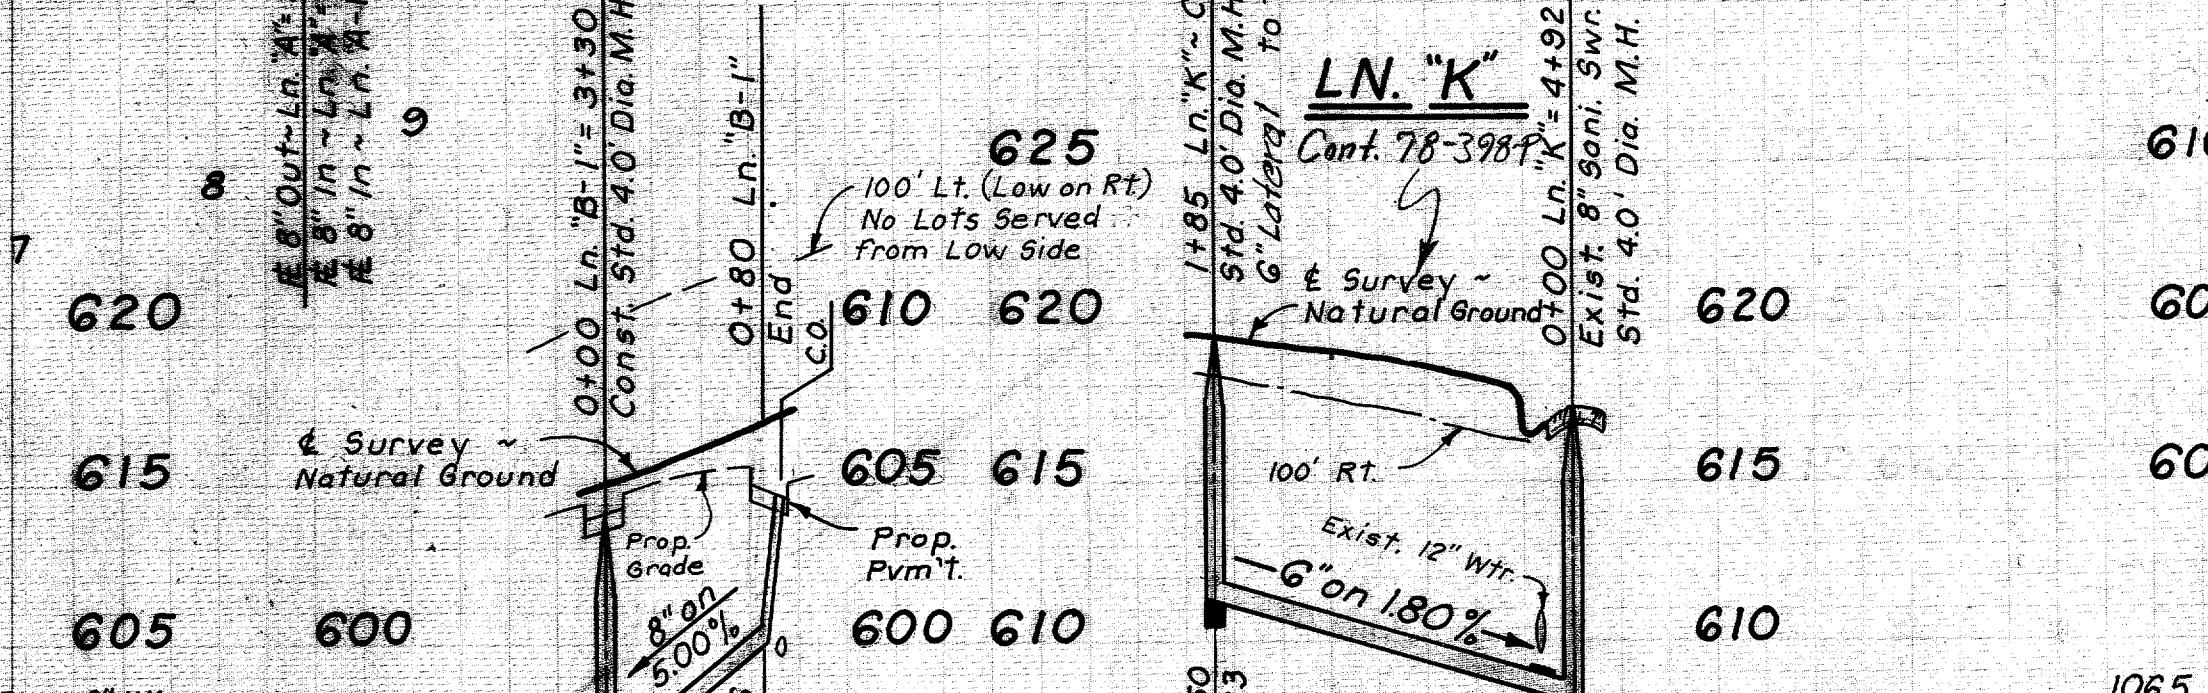 7
8
9
620
615
605
600
℄ 8" Out ~ Ln. "A" =
℄ 8" In ~ Ln. "A" =
℄ 8" In ~ Ln. A-1
0+00 Ln. "B-1" = 3+30
Const. Std. 4.0' Dia. M.H
0+80 Ln. "B-1"
End
C.O.
100' Lt. (Low on Rt.)
No Lots Served
from Low Side
℄ Survey ~
Natural Ground
Prop.
Grade
Prop.
Pvm't.
8" on
5.00%
610
605
600
625
620
615
610
1+85 Ln. "K" ~ C
Std. 4.0' Dia. M.H
6" Lateral to
LN. "K"
Cont. 78-398P
℄ Survey ~
Natural Ground
0+00 Ln. "K" = 4+92
Exist. 8" Sani. Swr.
Std. 4.0' Dia. M.H.
100' Rt.
Exist. 12" Wtr.
6" on 1.80%
620
615
610
61
60
60
50
3
1065